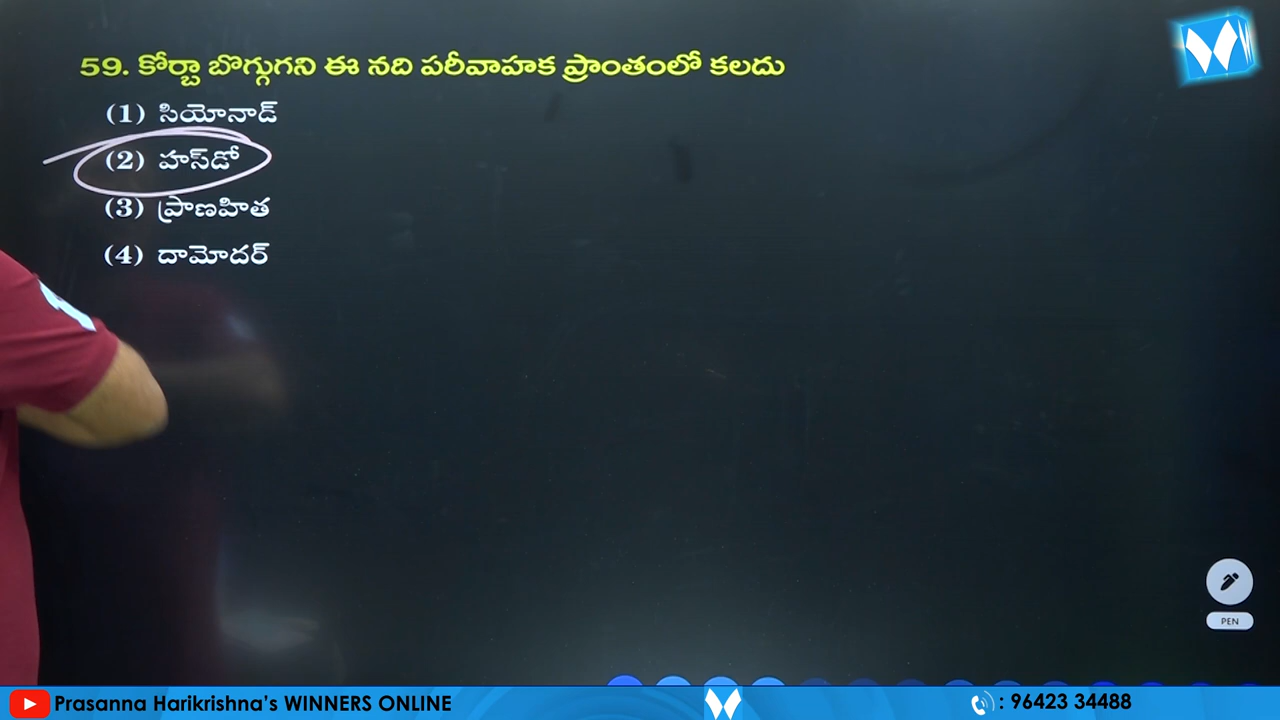 59. కోర్బా బొగ్గుగని ఈ నది పరీవాహక ప్రాంతంలో కలదు
(1) సియోనాడ్
(2) హస్‌డో
(3) ప్రాణహిత
(4) దామోదర్
PEN
Prasanna Harikrishna's WINNERS ONLINE
: 96423 34488